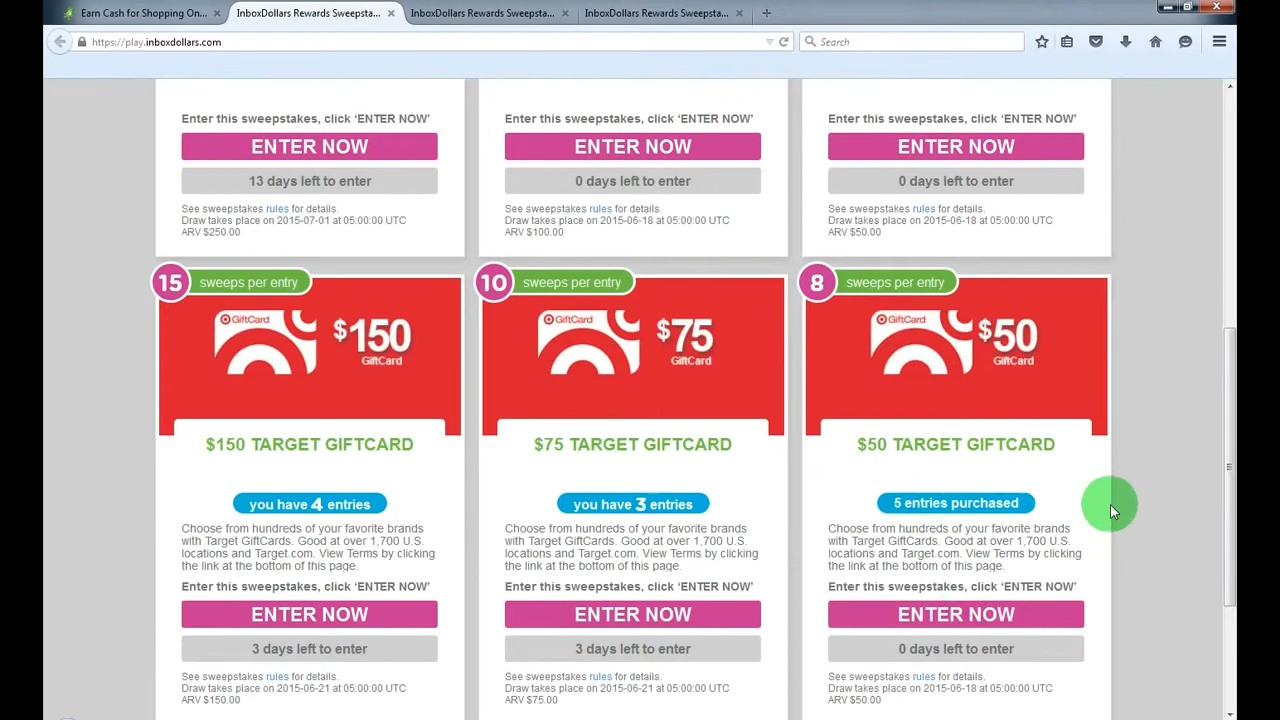 Earn Cash for Shopping On...
InboxDollars Rewards Sweepsta...
InboxDollars Rewards Sweepsta...
InboxDollars Rewards Sweepsta...
https://play.inboxdollars.com
Search
Enter this sweepstakes, click ‘ENTER NOW’
ENTER NOW
13 days left to enter
See sweepstakes rules for details.
Draw takes place on 2015-07-01 at 05:00:00 UTC
ARV $250.00
Enter this sweepstakes, click ‘ENTER NOW’
ENTER NOW
0 days left to enter
See sweepstakes rules for details.
Draw takes place on 2015-06-18 at 05:00:00 UTC
ARV $100.00
Enter this sweepstakes, click ‘ENTER NOW’
ENTER NOW
0 days left to enter
See sweepstakes rules for details.
Draw takes place on 2015-06-18 at 05:00:00 UTC
ARV $50.00
15 sweeps per entry
GiftCard
$150
GiftCard
$150 TARGET GIFTCARD
you have 4 entries
Choose from hundreds of your favorite brands
with Target GiftCards. Good at over 1,700 U.S.
locations and Target.com. View Terms by clicking
the link at the bottom of this page.
Enter this sweepstakes, click ‘ENTER NOW’
ENTER NOW
3 days left to enter
See sweepstakes rules for details.
Draw takes place on 2015-06-21 at 05:00:00 UTC
ARV $150.00
10 sweeps per entry
GiftCard
$75
GiftCard
$75 TARGET GIFTCARD
you have 3 entries
Choose from hundreds of your favorite brands
with Target GiftCards. Good at over 1,700 U.S.
locations and Target.com. View Terms by clicking
the link at the bottom of this page.
Enter this sweepstakes, click ‘ENTER NOW’
ENTER NOW
3 days left to enter
See sweepstakes rules for details.
Draw takes place on 2015-06-21 at 05:00:00 UTC
ARV $75.00
8 sweeps per entry
GiftCard
$50
GiftCard
$50 TARGET GIFTCARD
5 entries purchased
Choose from hundreds of your favorite brands
with Target GiftCards. Good at over 1,700 U.S.
locations and Target.com. View Terms by clicking
the link at the bottom of this page.
Enter this sweepstakes, click ‘ENTER NOW’
ENTER NOW
0 days left to enter
See sweepstakes rules for details.
Draw takes place on 2015-06-18 at 05:00:00 UTC
ARV $50.00